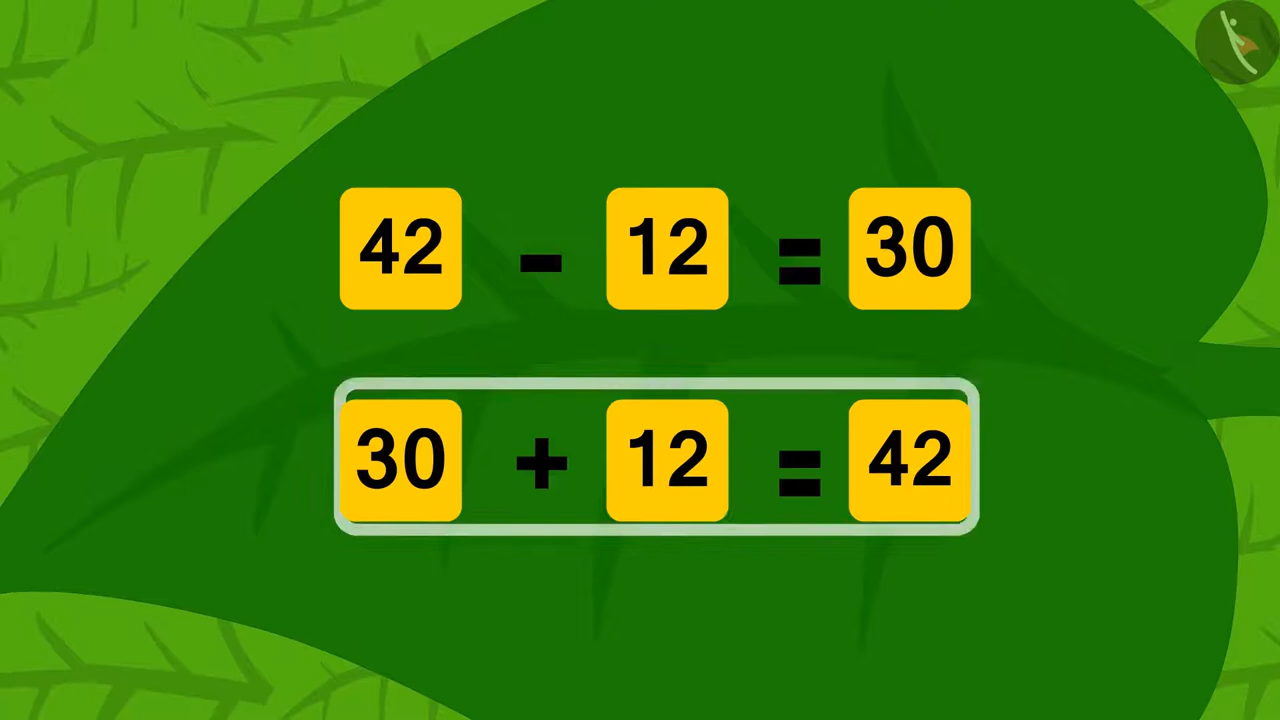 42 - 12 = 30
30 + 12 = 42